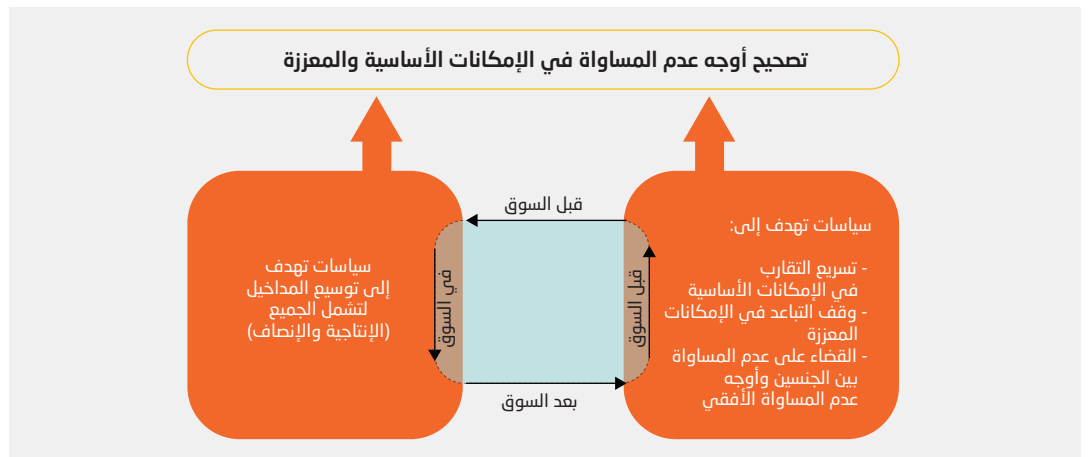 تصحيح أوجه عدم المساواة في الإمكانات الأساسية والمعززة
سياسات تهدف إلى:
- تسريع التقارب
في الإمكانات الأساسية
- وقف التباعد في الإمكانات
المعززة
- القضاء على عدم المساواة
بين الجنسين وأوجه
عدم المساواة الأفقي
قبل السوق
قبل السوق
في السوق
بعد السوق
سياسات تهدف
إلى توسيع المداخيل
لتشمل الجميع
(الإنتاجية والإنصاف)